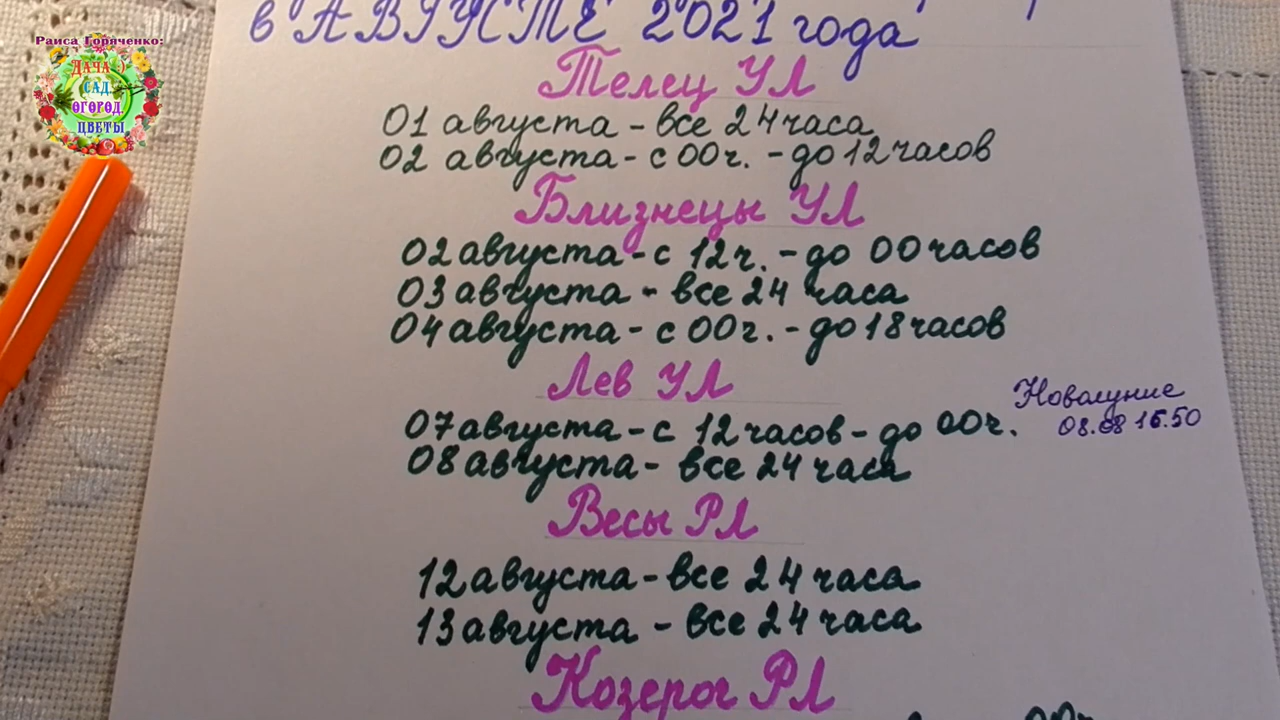 Раиса Горяченко:
ДАЧА :)
САД.
ОГОРОД.
ЦВЕТЫ
в АВГУСТЕ 2021 года
Телец УЛ
01 августа - все 24 часа
02 августа - с 00ч. - до 12 часов
Близнецы УЛ
02 августа - с 12ч. - до 00 часов
03 августа - все 24 часа
04 августа - с 00г. - до 18 часов
Лев УЛ
07 августа - с 12 часов - до 00ч.
Новолуние
08.08 16.50
08 августа - все 24 часа
Весы РЛ
12 августа - все 24 часа
13 августа - все 24 часа
Козерог РЛ